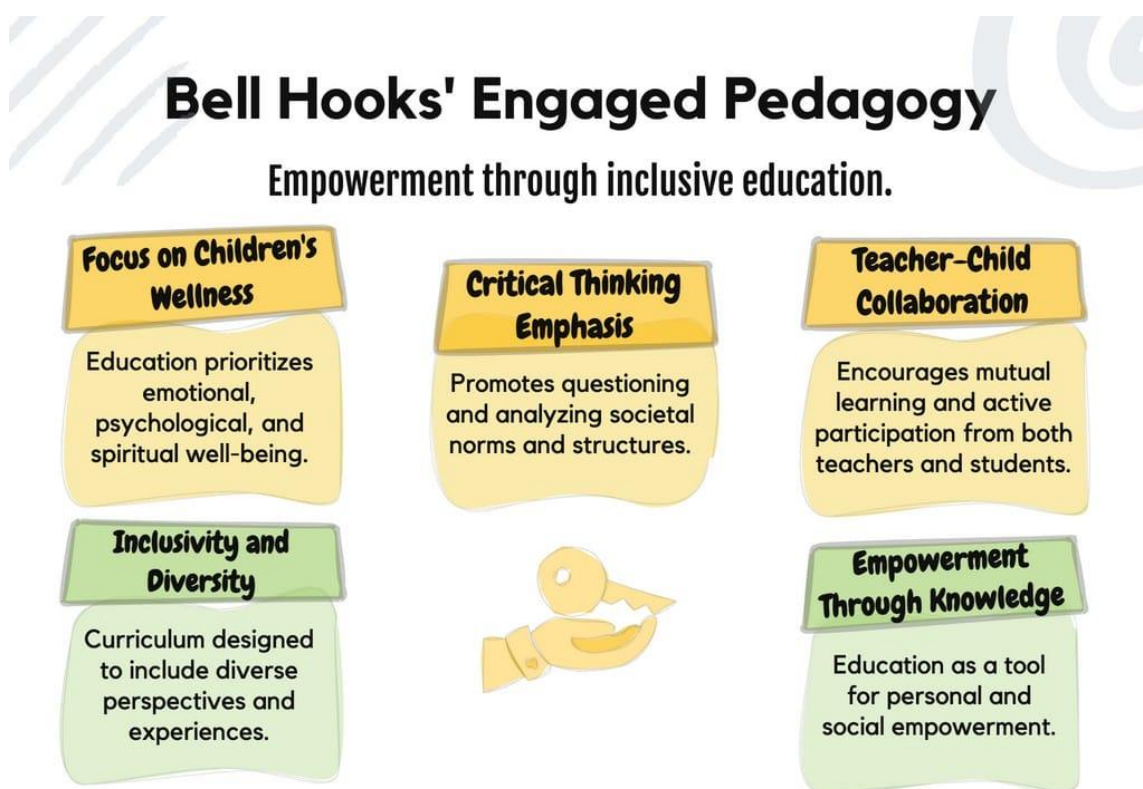 Bell Hooks' Engaged Pedagogy
Empowerment through inclusive education.
Focus on Children's
Wellness
Education prioritizes
emotional,
psychological, and
spiritual well-being.
Critical Thinking
Emphasis
Promotes questioning
and analyzing societal
norms and structures.
Teacher-Child
Collaboration
Encourages mutual
learning and active
participation from both
teachers and students.
Inclusivity and
Diversity
Curriculum designed
to include diverse
perspectives and
experiences.
Empowerment
Through Knowledge
Education as a tool
for personal and
social empowerment.